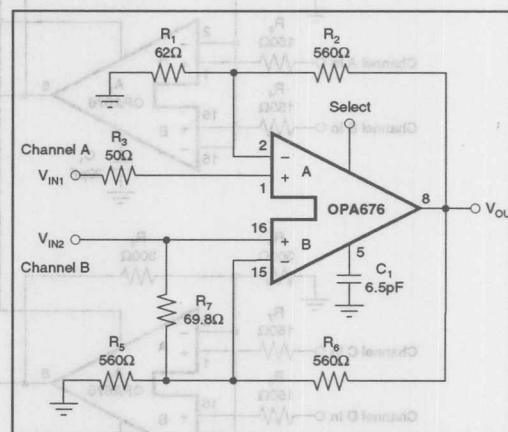 R1
62Ω
R2
560Ω
Select
Channel A
R3
50Ω
VIN1
2
−
+
A
1
OPA676
8
VOU
VIN2
16
+
B
−
15
5
C1
6.5pF
Channel B
R7
69.8Ω
R5
560Ω
R6
560Ω